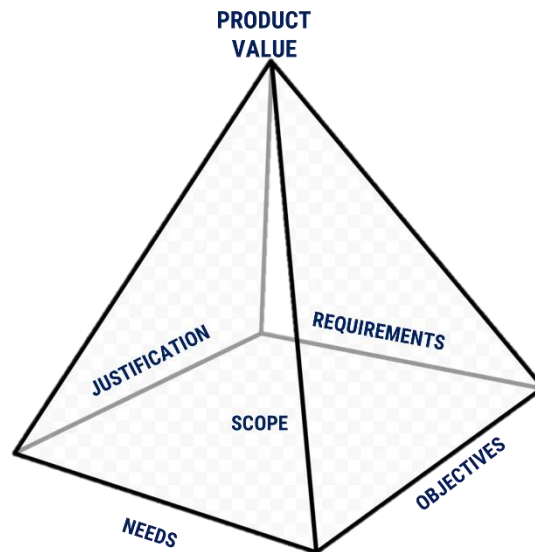 PRODUCT
VALUE
JUSTIFICATION
REQUIREMENTS
SCOPE
OBJECTIVES
NEEDS